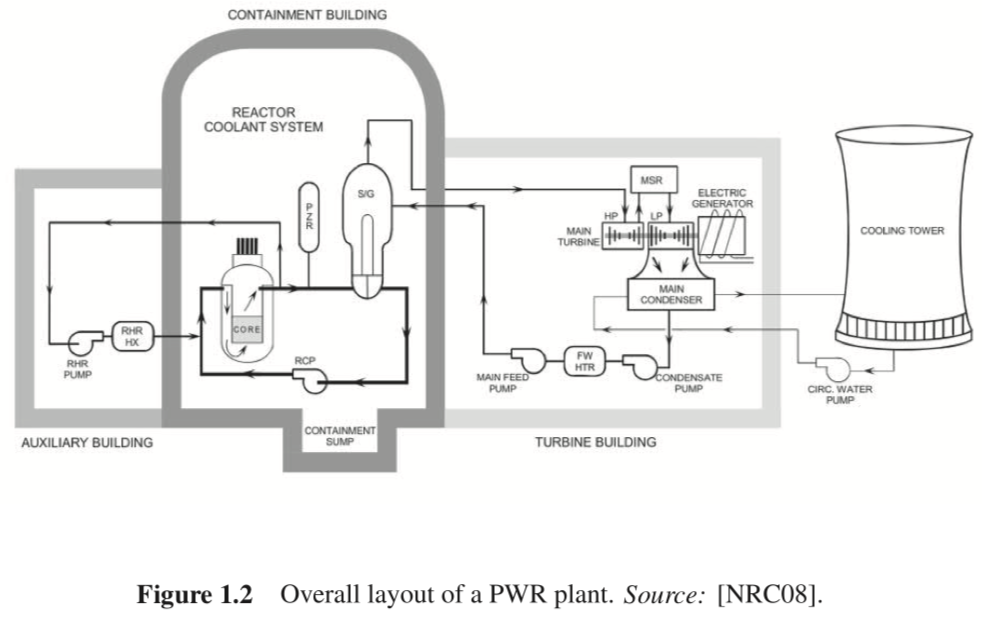 CONTAINMENT BUILDING
REACTOR
COOLANT SYSTEM
P
Z
R
S/G
MSR
ELECTRIC
GENERATOR
HP
LP
MAIN
TURBINE
COOLING TOWER
MAIN
CONDENSER
CORE
RHR
HX
RHR
PUMP
RCP
FW
HTR
MAIN FEED
PUMP
CONDENSATE
PUMP
CIRC. WATER
PUMP
CONTAINMENT
SUMP
AUXILIARY BUILDING
TURBINE BUILDING
Figure 1.2 Overall layout of a PWR plant. Source: [NRC08].